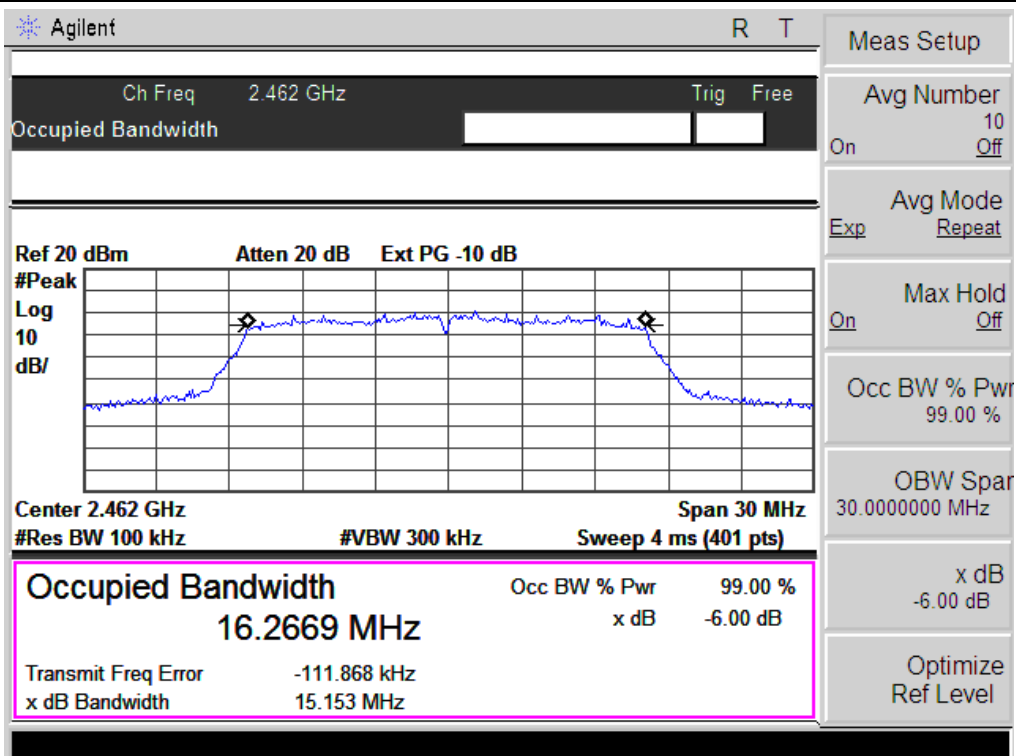 Agilent R T
Ch Freq 2.462 GHz Trig Free
Occupied Bandwidth
Ref 20 dBm Atten 20 dB Ext PG -10 dB
#Peak
Log
10
dB/
Center 2.462 GHz Span 30 MHz
#Res BW 100 kHz #VBW 300 kHz Sweep 4 ms (401 pts)
Occupied Bandwidth Occ BW % Pwr 99.00 %
16.2669 MHz x dB -6.00 dB
Transmit Freq Error -111.868 kHz
x dB Bandwidth 15.153 MHz
Meas Setup
Avg Number
10
On Off
Avg Mode
Exp Repeat
Max Hold
On Off
Occ BW % Pwr
99.00 %
OBW Span
30.0000000 MHz
x dB
-6.00 dB
Optimize
Ref Level